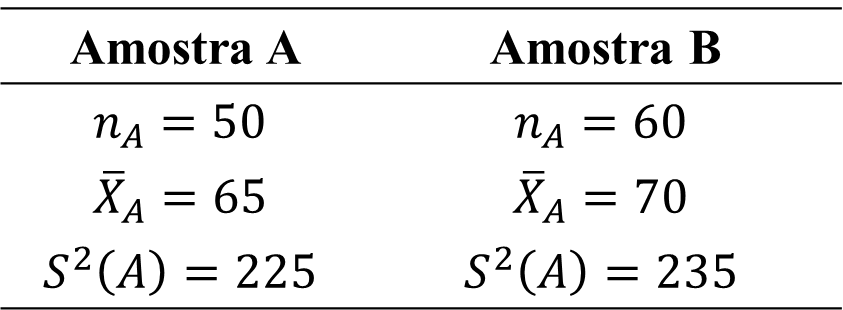 Amostra A Amostra B
n_A = 50 n_A = 60
X̄_A = 65 X̄_A = 70
S²(A) = 225 S²(A) = 235